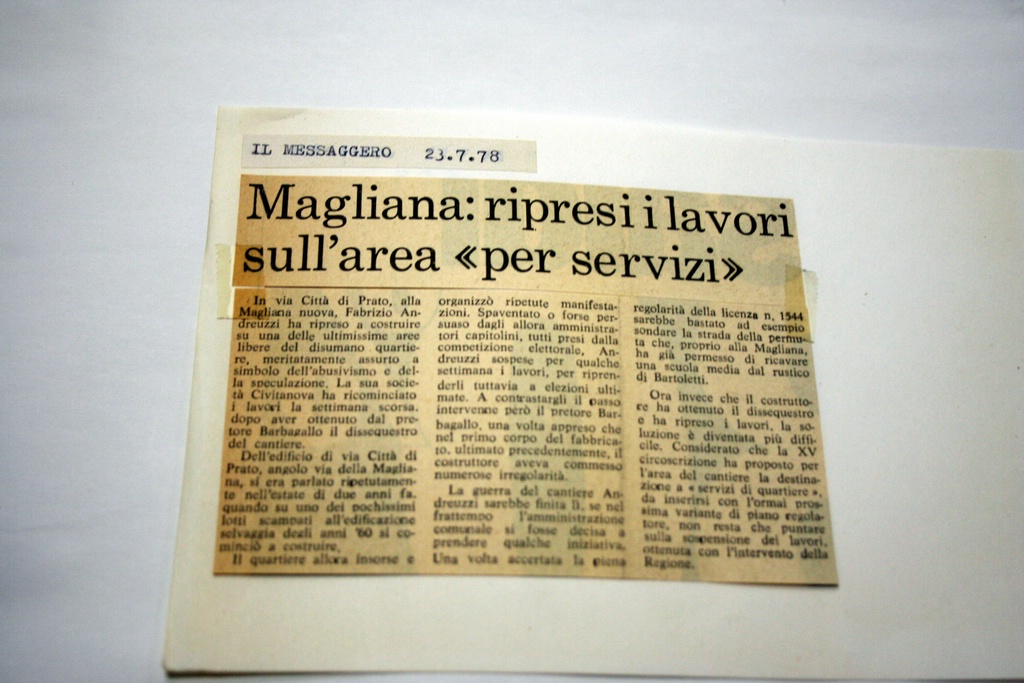 IL MESSAGGERO 23.7.78
Magliana: ripresi i lavori
sull'area «per servizi»
In via Città di Prato, alla
Magliana nuova, Fabrizio An-
dreuzzi ha ripreso a costruire
su una delle ultimissime aree
libere del disumano quartie-
re, meritatamente assurto a
simbolo dell'abusivismo e del-
la speculazione. La sua socie-
tà Civitanova ha ricominciato
i lavori la settimana scorsa,
dopo aver ottenuto dal pre-
tore Barbagallo il dissequestro
del cantiere.
Dell'edificio di via Città di
Prato, angolo via della Maglia-
na, si era parlato ripetutamen-
te nell'estate di due anni fa,
quando su uno dei pochissimi
lotti scampati all'edificazione
selvaggia degli anni '60 si co-
minciò a costruire.
Il quartiere allora insorse e
organizzò ripetute manifesta-
zioni. Spaventato o forse per-
suaso dagli allora amministra-
tori capitolini, tutti presi dalla
competizione elettorale, An-
dreuzzi sospese per qualche
settimana i lavori, per ripren-
derli tuttavia a elezioni ulti-
mate. A contrastargli il passo
intervenne però il pretore Bar-
bagallo, una volta appreso che
nel primo corpo del fabbrica-
to, ultimato precedentemente, il
costruttore aveva commesso
numerose irregolarità.
La guerra del cantiere An-
dreuzzi sarebbe finita lì, se nel
frattempo l'amministrazione
comunale si fosse decisa a
prendere qualche iniziativa.
Una volta accertata la piena
regolarità della licenza n. 1544
sarebbe bastato ad esempio
sondare la strada della permu-
ta che, proprio alla Magliana,
ha già permesso di ricavare
una scuola media dal rustico
di Bartoletti.
Ora invece che il costrutto-
re ha ottenuto il dissequestro
e ha ripreso i lavori, la so-
luzione è diventata più diffi-
cile. Considerato che la XV
circoscrizione ha proposto per
l'area del cantiere la destina-
zione a «servizi di quartiere»,
da inserirsi con l'ormai pros-
sima variante di piano regola-
tore, non resta che puntare
sulla sospensione dei lavori,
ottenuta con l'intervento della
Regione.